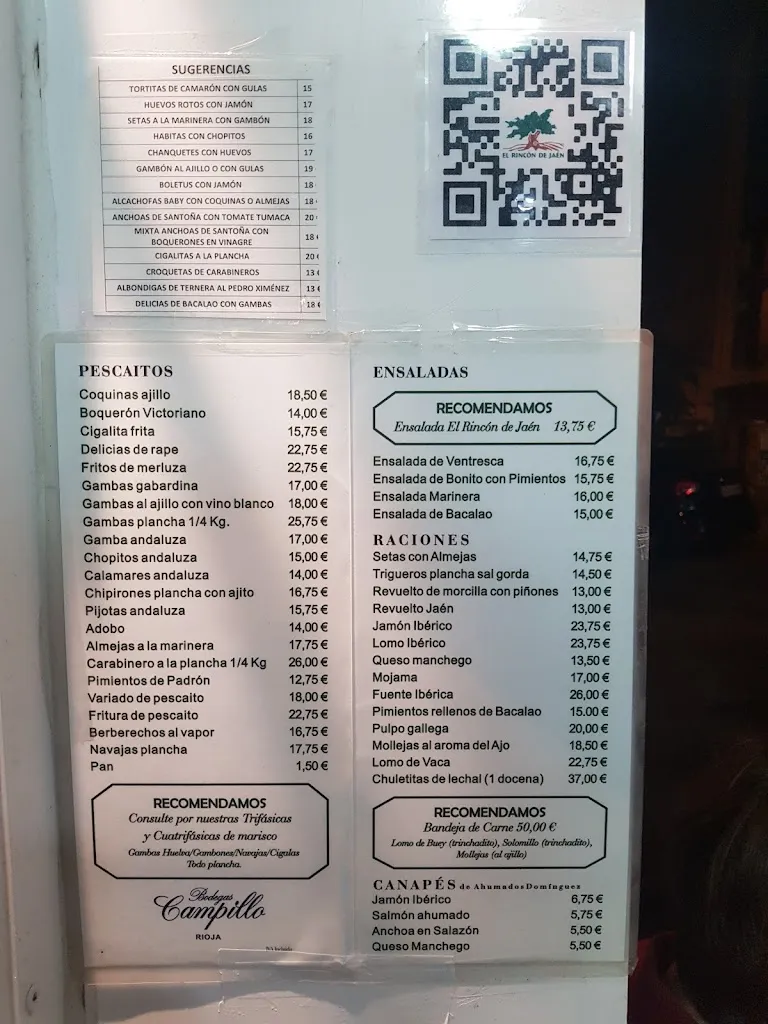 SUGERENCIAS
TORTITAS DE CAMARÓN CON GULAS 15
HUEVOS ROTOS CON JAMÓN 17
SETAS A LA MARINERA CON GAMBÓN 18
HABITAS CON CHOPITOS 16
CHANQUETES CON HUEVOS 17
GAMBÓN AL AJILLO O CON GULAS 19
BOLETUS CON JAMÓN 18
ALCACHOFAS BABY CON COQUINAS O ALMEJAS 18
ANCHOAS DE SANTOÑA CON TOMATE TUMACA 20
MIXTA ANCHOAS DE SANTOÑA CON
BOQUERONES EN VINAGRE 18 €
CIGALITAS A LA PLANCHA 20 €
CROQUETAS DE CARABINEROS 13 €
ALBONDIGAS DE TERNERA AL PEDRO XIMÉNEZ 13 €
DELICIAS DE BACALAO CON GAMBAS 18 €
EL RINCÓN DE JAÉN
PESCAITOS
Coquinas ajillo 18,50 €
Boquerón Victoriano 14,00 €
Cigalita frita 15,75 €
Delicias de rape 22,75 €
Fritos de merluza 22,75 €
Gambas gabardina 17,00 €
Gambas al ajillo con vino blanco 18,00 €
Gambas plancha 1/4 Kg. 25,75 €
Gamba andaluza 17,00 €
Chopitos andaluza 15,00 €
Calamares andaluza 14,00 €
Chipirones plancha con ajito 16,75 €
Pijotas andaluza 15,75 €
Adobo 14,00 €
Almejas a la marinera 17,75 €
Carabinero a la plancha 1/4 Kg 26,00 €
Pimientos de Padrón 12,75 €
Variado de pescaito 18,00 €
Fritura de pescaito 22,75 €
Berberechos al vapor 16,75 €
Navajas plancha 17,75 €
Pan 1,50 €
RECOMENDAMOS
Consulte por nuestras Trifásicas
y Cuatrifásicas de marisco
Gambas Huelva/Gambones/Navajas/Cigalas
Todo plancha.
Bodegas
Campillo
RIOJA
ENSALADAS
RECOMENDAMOS
Ensalada El Rincón de Jaén 13,75 €
Ensalada de Ventresca 16,75 €
Ensalada de Bonito con Pimientos 15,75 €
Ensalada Marinera 16,00 €
Ensalada de Bacalao 15,00 €
RACIONES
Setas con Almejas 14,75 €
Trigueros plancha sal gorda 14,50 €
Revuelto de morcilla con piñones 13,00 €
Revuelto Jaén 13,00 €
Jamón Ibérico 23,75 €
Lomo Ibérico 23,75 €
Queso manchego 13,50 €
Mojama 17,00 €
Fuente Ibérica 26,00 €
Pimientos rellenos de Bacalao 15.00 €
Pulpo gallega 20,00 €
Mollejas al aroma del Ajo 18,50 €
Lomo de Vaca 22,75 €
Chuletitas de lechal (1 docena) 37,00 €
RECOMENDAMOS
Bandeja de Carne 50,00 €
Lomo de Buey (trinchadito), Solomillo (trinchadito),
Mollejas (al ajillo)
CANAPÉS de Ahumados Domínguez
Jamón Ibérico 6,75 €
Salmón ahumado 5,75 €
Anchoa en Salazón 5,50 €
Queso Manchego 5,50 €